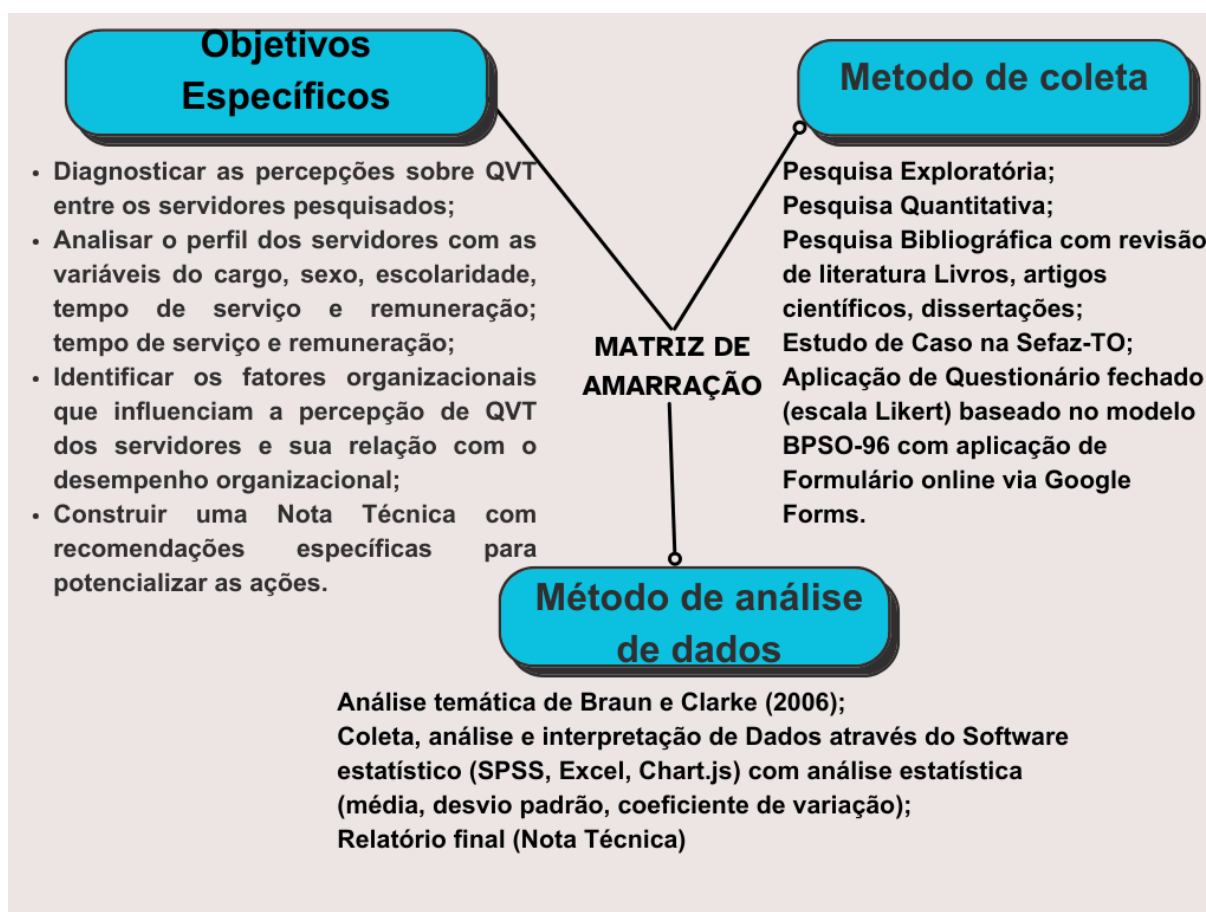 Objetivos
Específicos
• Diagnosticar as percepções sobre QVT
entre os servidores pesquisados;
• Analisar o perfil dos servidores com as
variáveis do cargo, sexo, escolaridade,
tempo de serviço e remuneração;
tempo de serviço e remuneração;
• Identificar os fatores organizacionais
que influenciam a percepção de QVT
dos servidores e sua relação com o
desempenho organizacional;
• Construir uma Nota Técnica com
recomendações específicas para
potencializar as ações.
Metodo de coleta
Pesquisa Exploratória;
Pesquisa Quantitativa;
Pesquisa Bibliográfica com revisão
de literatura Livros, artigos
científicos, dissertações;
Estudo de Caso na Sefaz-TO;
Aplicação de Questionário fechado
(escala Likert) baseado no modelo
BPSO-96 com aplicação de
Formulário online via Google
Forms.
MATRIZ DE
AMARRAÇÃO
Método de análise
de dados
Análise temática de Braun e Clarke (2006);
Coleta, análise e interpretação de Dados através do Software
estatístico (SPSS, Excel, Chart.js) com análise estatística
(média, desvio padrão, coeficiente de variação);
Relatório final (Nota Técnica)